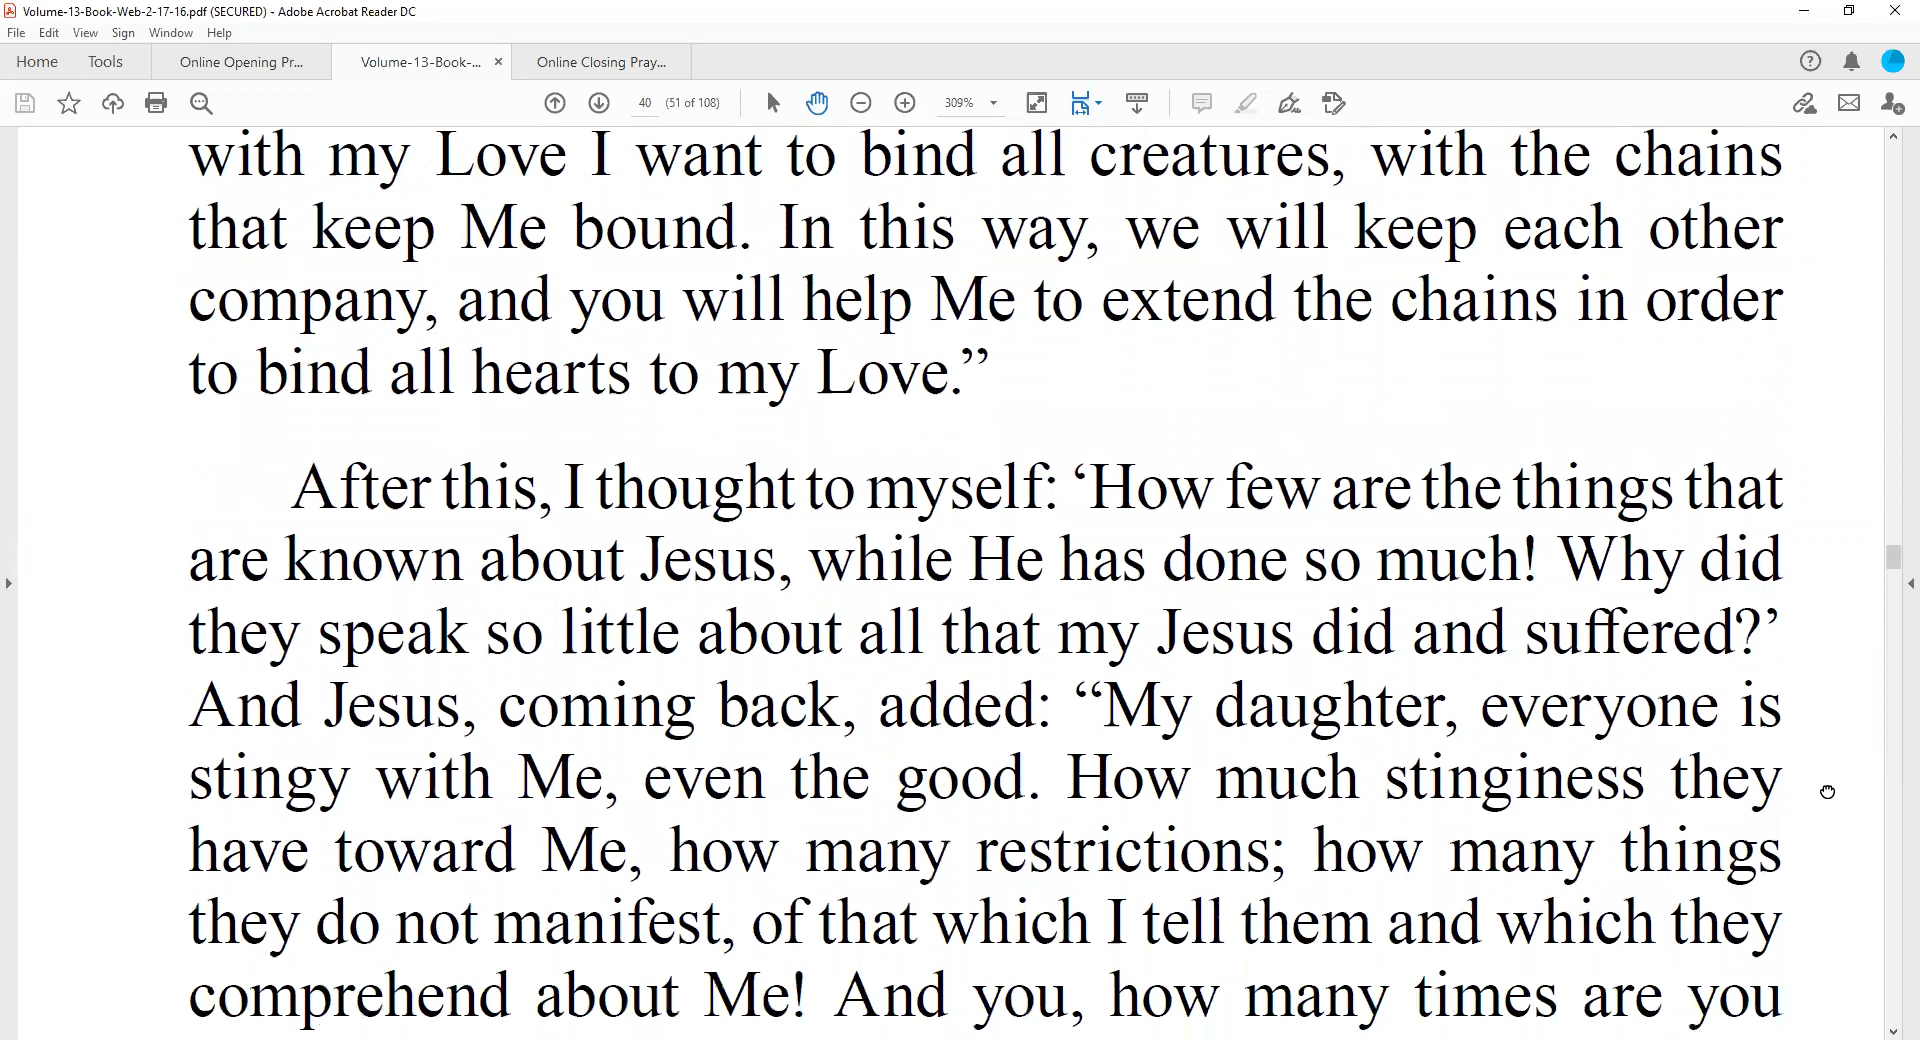 Volume-13-Book-Web-2-17-16.pdf (SECURED) - Adobe Acrobat Reader DC
File Edit View Sign Window Help
Home Tools Online Opening Pr... Volume-13-Book-... × Online Closing Pray...
40 (51 of 108) 309%
with my Love I want to bind all creatures, with the chains
that keep Me bound. In this way, we will keep each other
company, and you will help Me to extend the chains in order
to bind all hearts to my Love.”
After this, I thought to myself: ‘How few are the things that
are known about Jesus, while He has done so much! Why did
they speak so little about all that my Jesus did and suffered?’
And Jesus, coming back, added: “My daughter, everyone is
stingy with Me, even the good. How much stinginess they
have toward Me, how many restrictions; how many things
they do not manifest, of that which I tell them and which they
comprehend about Me! And you, how many times are you